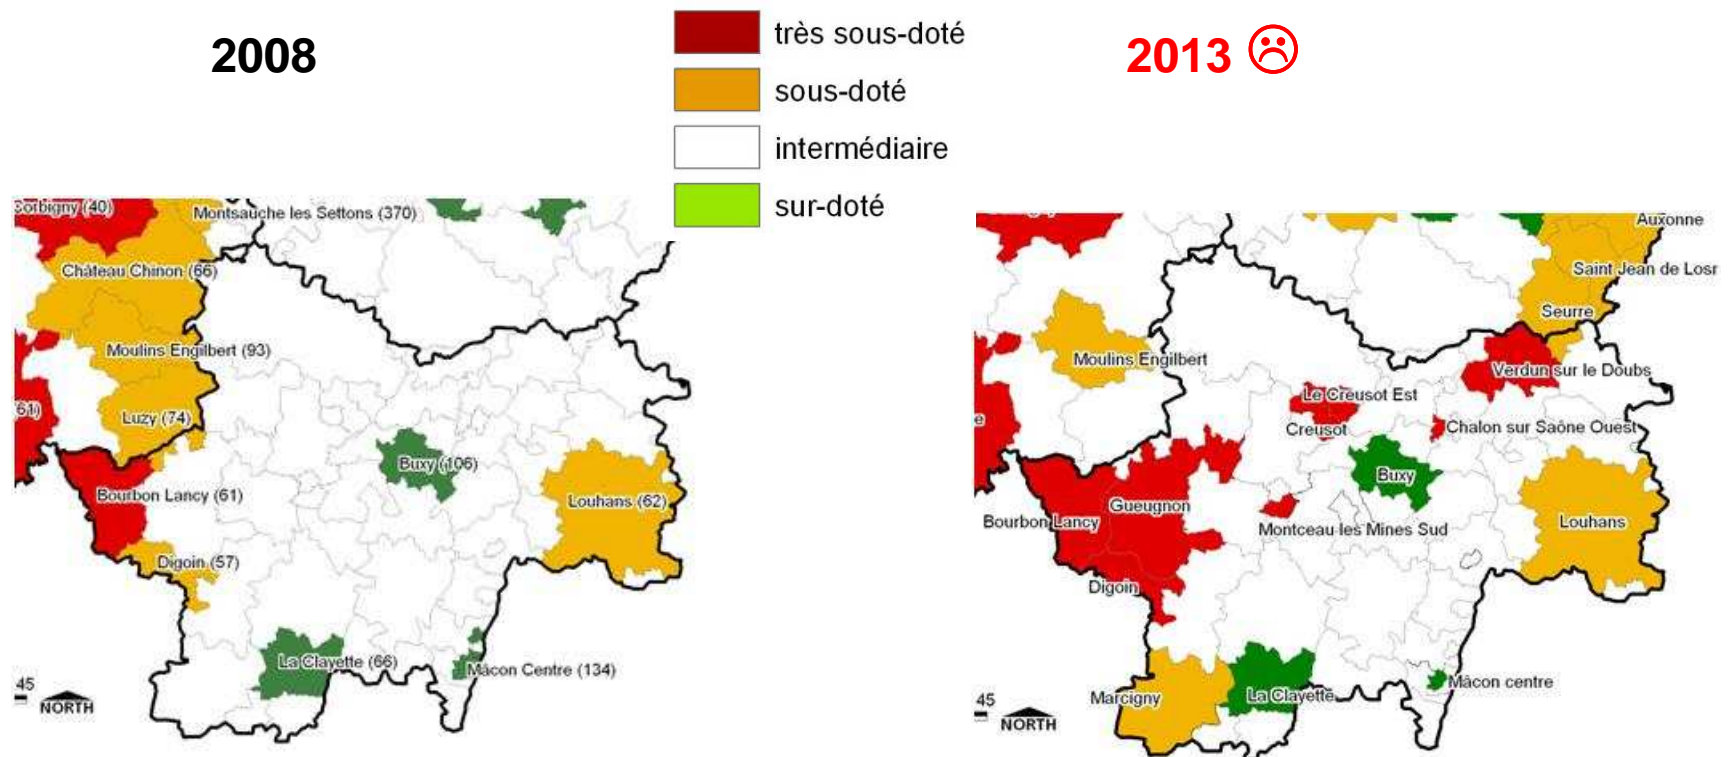 2008
très sous-doté
sous-doté
intermédiaire
sur-doté
2013 ☹
Corbigny (40)
Montsauche les Settons (370)
Château Chinon (66)
Moulins Engilbert (93)
61)
Luzy (74)
Buxy (106)
Bourbon Lancy (61)
Louhans (62)
Digoin (57)
La Clayette (66)
Mâcon Centre (134)
45
NORTH
Auxonne
Saint Jean de Losr
Seurre
Moulins Engilbert
Verdun sur le Doubs
Le Creusot Est
e
Creusot
Chalon sur Saône Ouest
Buxy
Gueugnon
Bourbon Lancy
Louhans
Montceau les Mines Sud
Digoin
Marcigny
La Clayette
Mâcon centre
45
NORTH